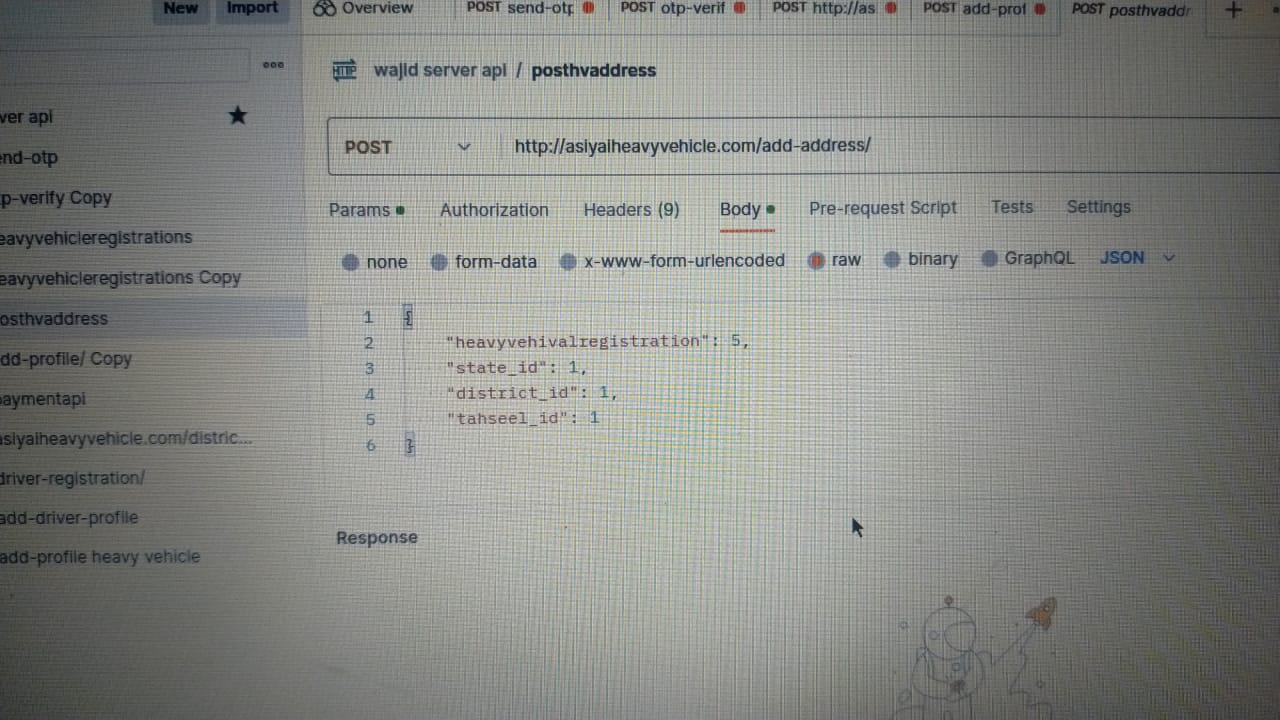 New Import Overview POST send-otp POST otp-verif POST http://as POST add-prof POST posthvaddr +
HTTP wajid server api / posthvaddress
ver api
POST http://asiyaiheavyvehicle.com/add-address/
end-otp
p-verify Copy
Params Authorization Headers (9) Body Pre-request Script Tests Settings
eavyvehicleregistrations
none form-data x-www-form-urlencoded raw binary GraphQL JSON
eavyvehicleregistrations Copy
osthvaddress
1 {
2 "heavyvehivalregistration": 5,
3 "state_id": 1,
4 "district_id": 1,
5 "tahseel_id": 1
6 }
dd-profile/ Copy
paymentapi
asiyaiheavyvehicle.com/distric...
driver-registration/
add-driver-profile
add-profile heavy vehicle
Response